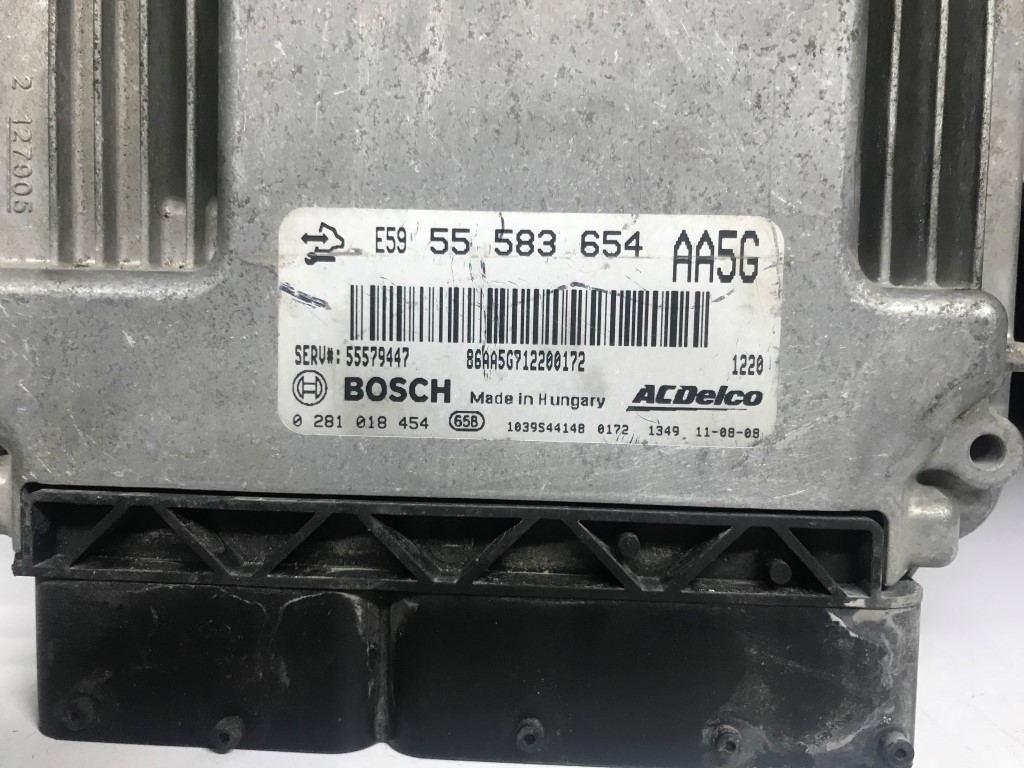 2 127005
E59 55 583 654 AA5G
SERV#: 55579447 86AA5G712200172 1220
BOSCH Made in Hungary ACDelco
0 281 018 454 658 1039S44148 0172 1349 11-08-08